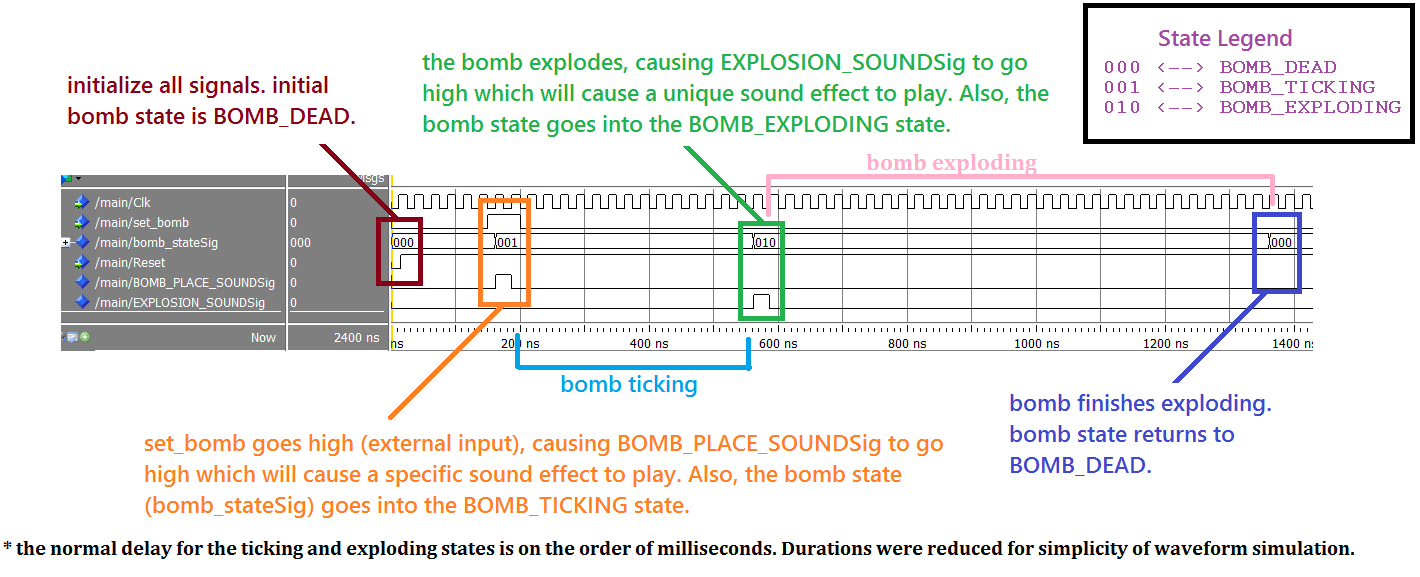 State Legend
000 <--> BOMB_DEAD
001 <--> BOMB_TICKING
010 <--> BOMB_EXPLODING
the bomb explodes, causing EXPLOSION_SOUNDSig to go
high which will cause a unique sound effect to play. Also, the
bomb state goes into the BOMB_EXPLODING state.
initialize all signals. initial
bomb state is BOMB_DEAD.
bomb exploding
/main/Clk 0
/main/set_bomb 0
/main/bomb_stateSig 000 000 001 010 000
/main/Reset 0
/main/BOMB_PLACE_SOUNDSig 0
/main/EXPLOSION_SOUNDSig 0
Now 2400 ns ns 200 ns 400 ns 600 ns 800 ns 1000 ns 1200 ns 1400 ns
bomb ticking
set_bomb goes high (external input), causing BOMB_PLACE_SOUNDSig to go
high which will cause a specific sound effect to play. Also, the bomb state
(bomb_stateSig) goes into the BOMB_TICKING state.
bomb finishes exploding.
bomb state returns to
BOMB_DEAD.
* the normal delay for the ticking and exploding states is on the order of milliseconds. Durations were reduced for simplicity of waveform simulation.